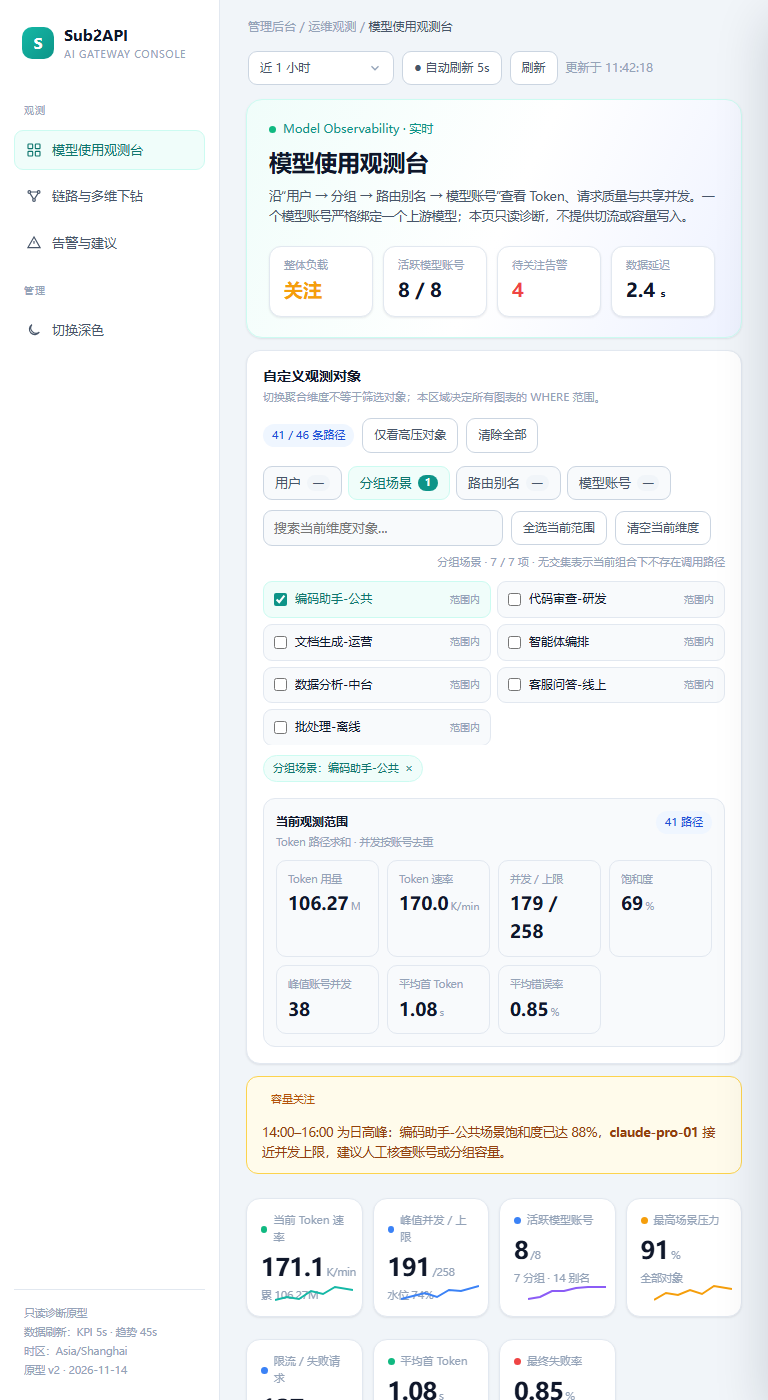 S
Sub2API
AI GATEWAY CONSOLE
观测
模型使用观测台
链路与多维下钻
告警与建议
管理
切换深色
只读诊断原型
数据刷新：KPI 5s · 趋势 45s
时区：Asia/Shanghai
原型 v2 · 2026-11-14
管理后台 / 运维观测 / 模型使用观测台
近 1 小时
自动刷新 5s
刷新
更新于 11:42:18
Model Observability · 实时
模型使用观测台
沿“用户 → 分组 → 路由别名 → 模型账号”查看 Token、请求质量与共享并发。一
个模型账号严格绑定一个上游模型；本页只读诊断，不提供切流或容量写入。
整体负载
关注
活跃模型账号
8 / 8
待关注告警
4
数据延迟
2.4 s
自定义观测对象
切换聚合维度不等于筛选对象；本区域决定所有图表的 WHERE 范围。
41 / 46 条路径
仅看高压对象
清除全部
用户 —
分组场景 1
路由别名 —
模型账号 —
搜索当前维度对象...
全选当前范围
清空当前维度
分组场景 · 7 / 7 项 · 无交集表示当前组合下不存在调用路径
编码助手-公共 范围内
代码审查-研发 范围内
文档生成-运营 范围内
智能体编排 范围内
数据分析-中台 范围内
客服问答-线上 范围内
批处理-离线 范围内
分组场景：编码助手-公共 ×
当前观测范围
41 路径
Token 路径求和 · 并发按账号去重
Token 用量
106.27 M
Token 速率
170.0 K/min
并发 / 上限
179 /
258
饱和度
69 %
峰值账号并发
38
平均首 Token
1.08 s
平均错误率
0.85 %
容量关注
14:00–16:00 为日高峰：编码助手-公共场景饱和度已达 88%，claude-pro-01 接
近并发上限，建议人工核查账号或分组容量。
当前 Token 速
率
171.1 K/min
累 106.27M
峰值并发 / 上
限
191 /258
水位 74%
活跃模型账号
8 /8
7 分组 · 14 别名
最高场景压力
91 %
全部对象
限流 / 失败请
求
平均首 Token
1.08 s
最终失败率
0.85 %